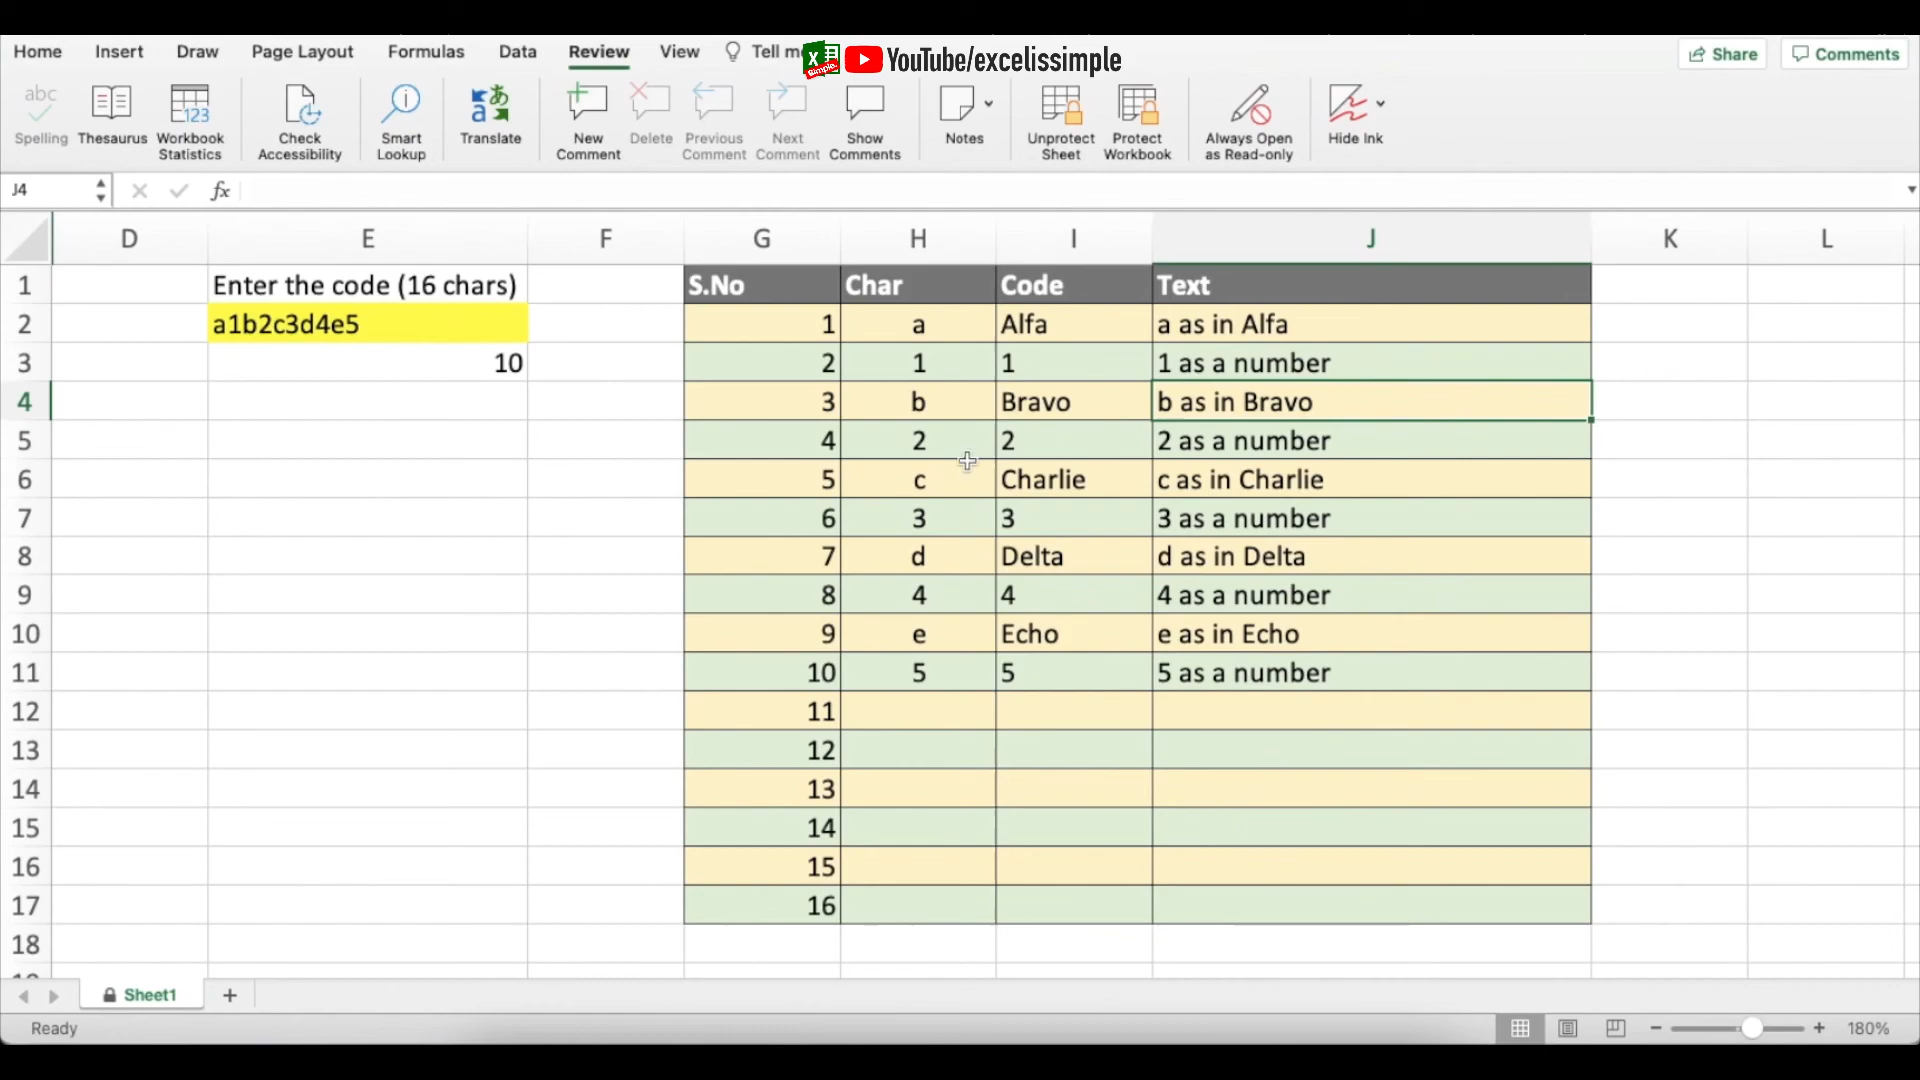 Home Insert Draw Page Layout Formulas Data Review View Tell me
Simple.
YouTube/excelissimple
Share Comments
abc
123
Spelling Thesaurus Workbook Statistics Check Accessibility Smart Lookup Translate New Comment Delete Previous Comment Next Comment Show Comments Notes Unprotect Sheet Protect Workbook Always Open as Read-only Hide Ink
J4 fx
D E F G H I J K L
1 Enter the code (16 chars) S.No Char Code Text
2 a1b2c3d4e5 1 a Alfa a as in Alfa
3 10 2 1 1 1 as a number
4 3 b Bravo b as in Bravo
5 4 2 2 2 as a number
6 5 c Charlie c as in Charlie
7 6 3 3 3 as a number
8 7 d Delta d as in Delta
9 8 4 4 4 as a number
10 9 e Echo e as in Echo
11 10 5 5 5 as a number
12 11
13 12
14 13
15 14
16 15
17 16
18
Sheet1
Ready 180%